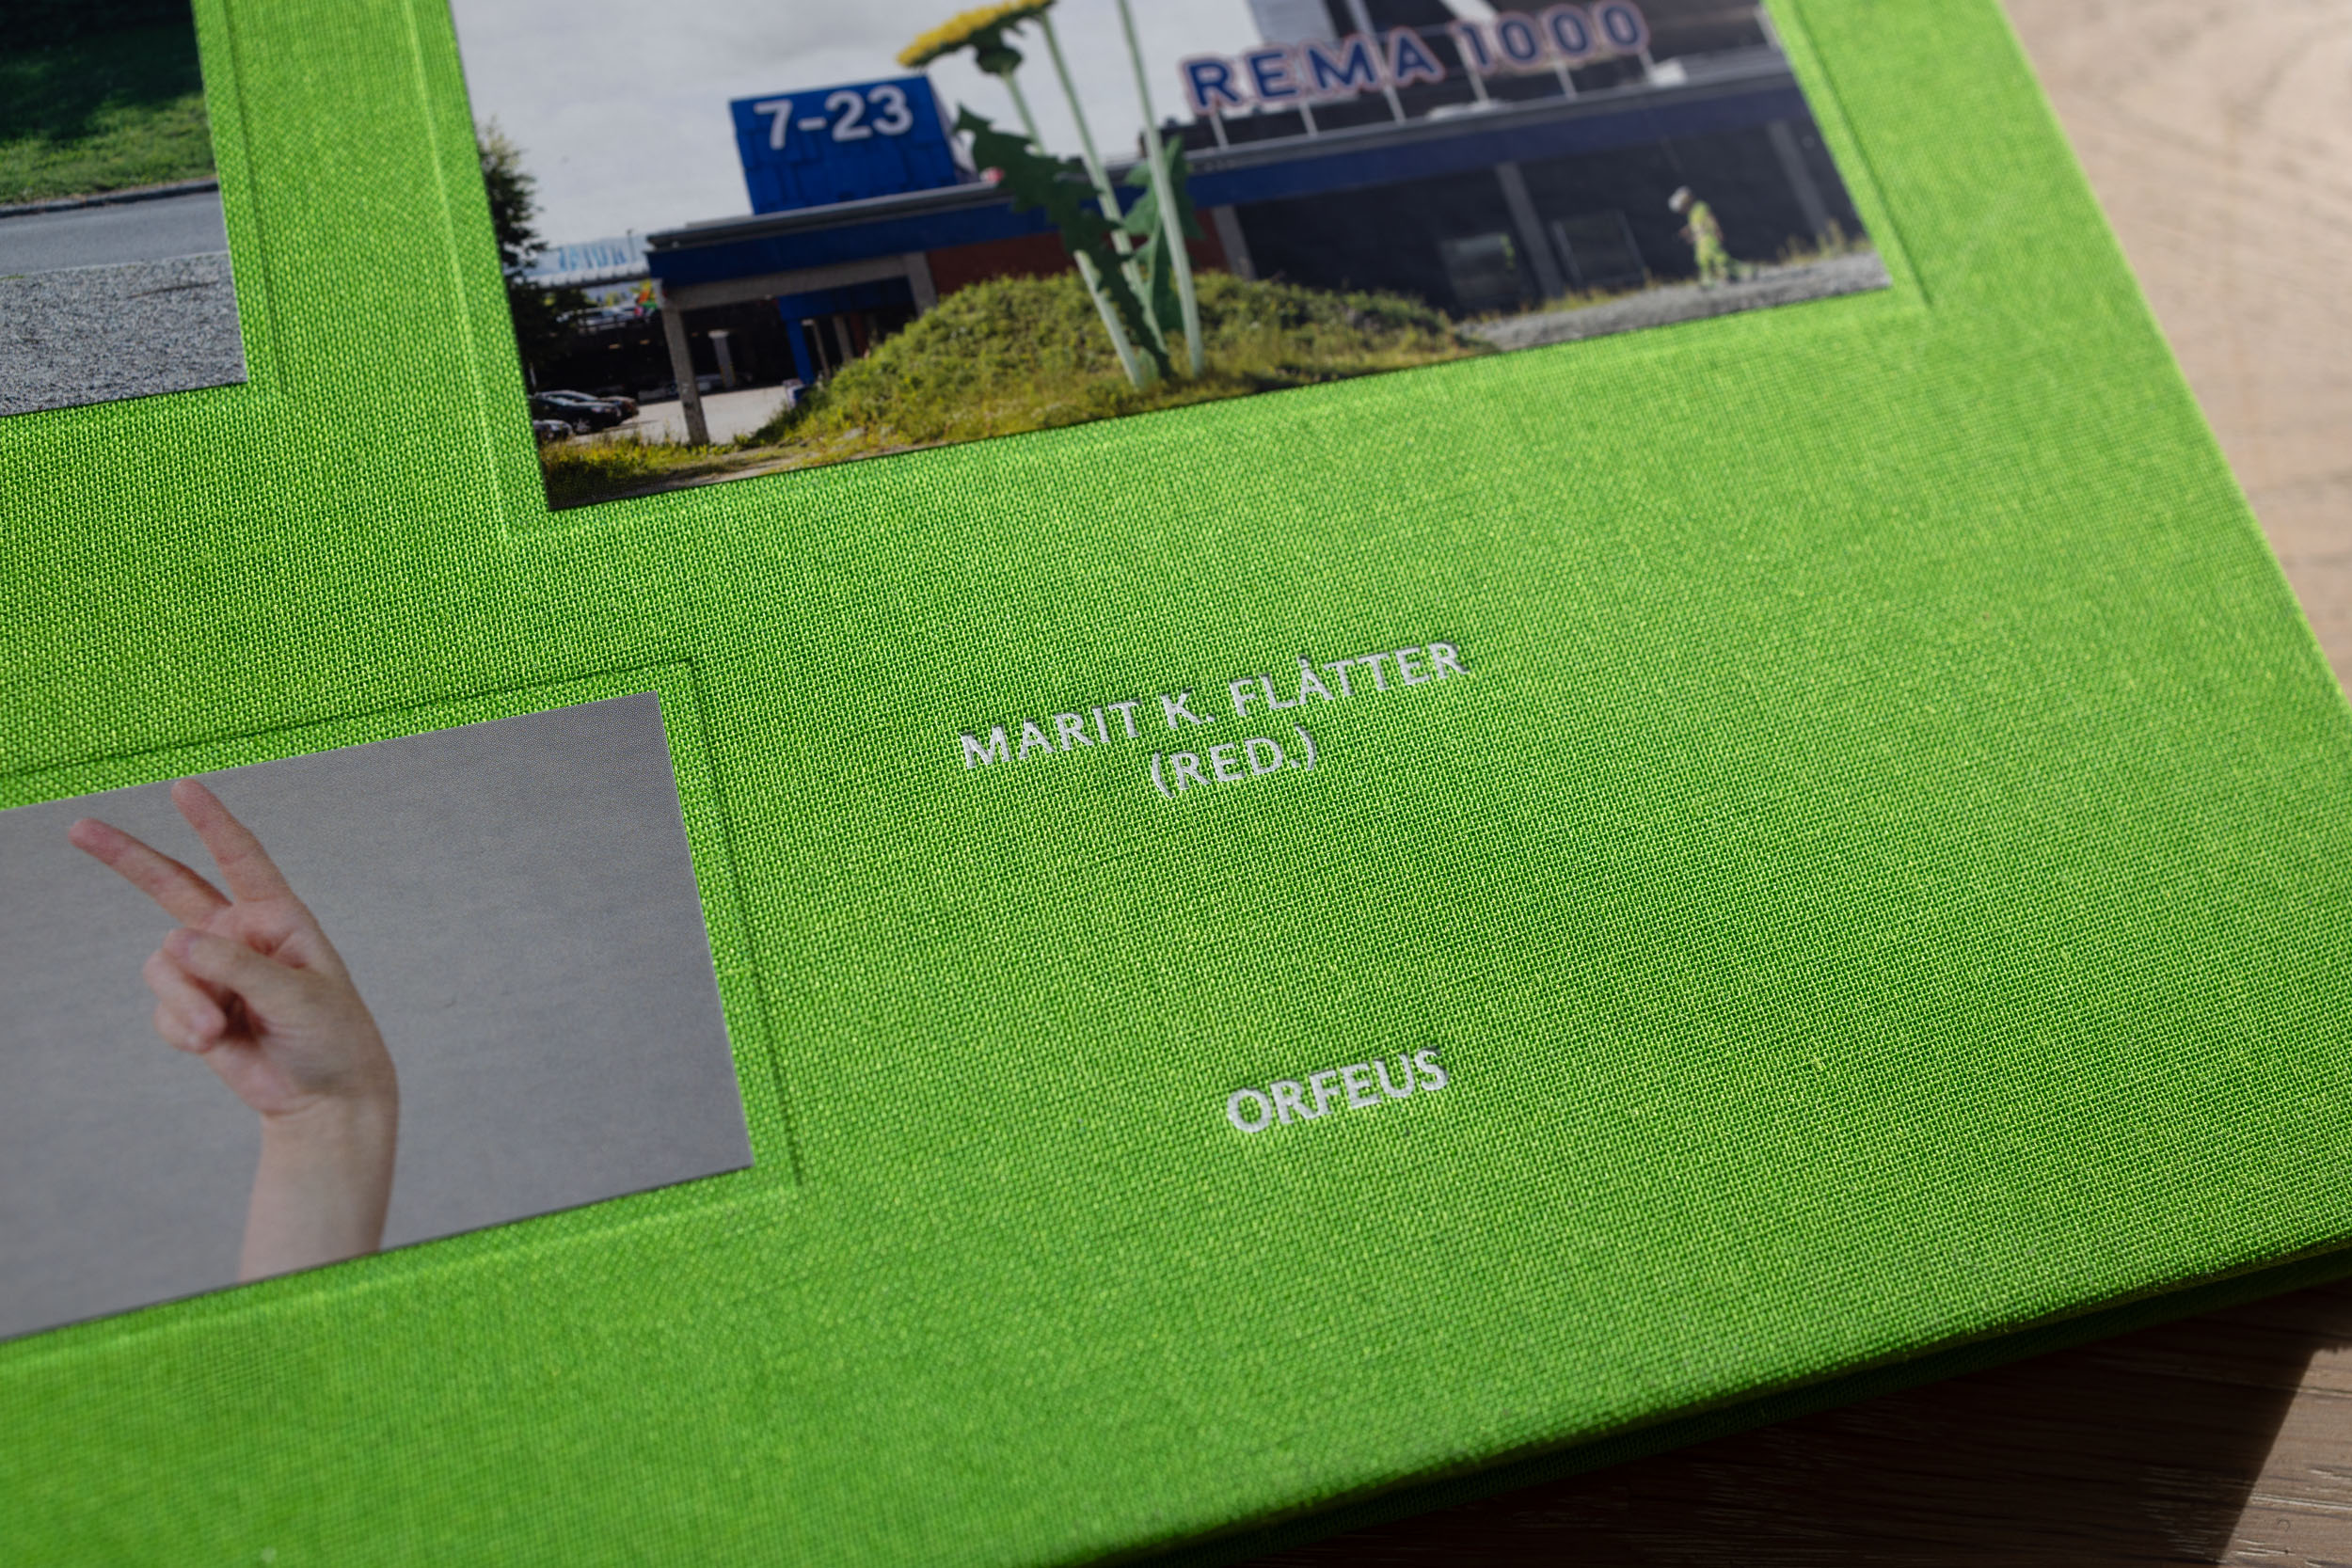 7-23
REMA 1000
MARIT K. FLÅTTER
(RED.)
ORFEUS